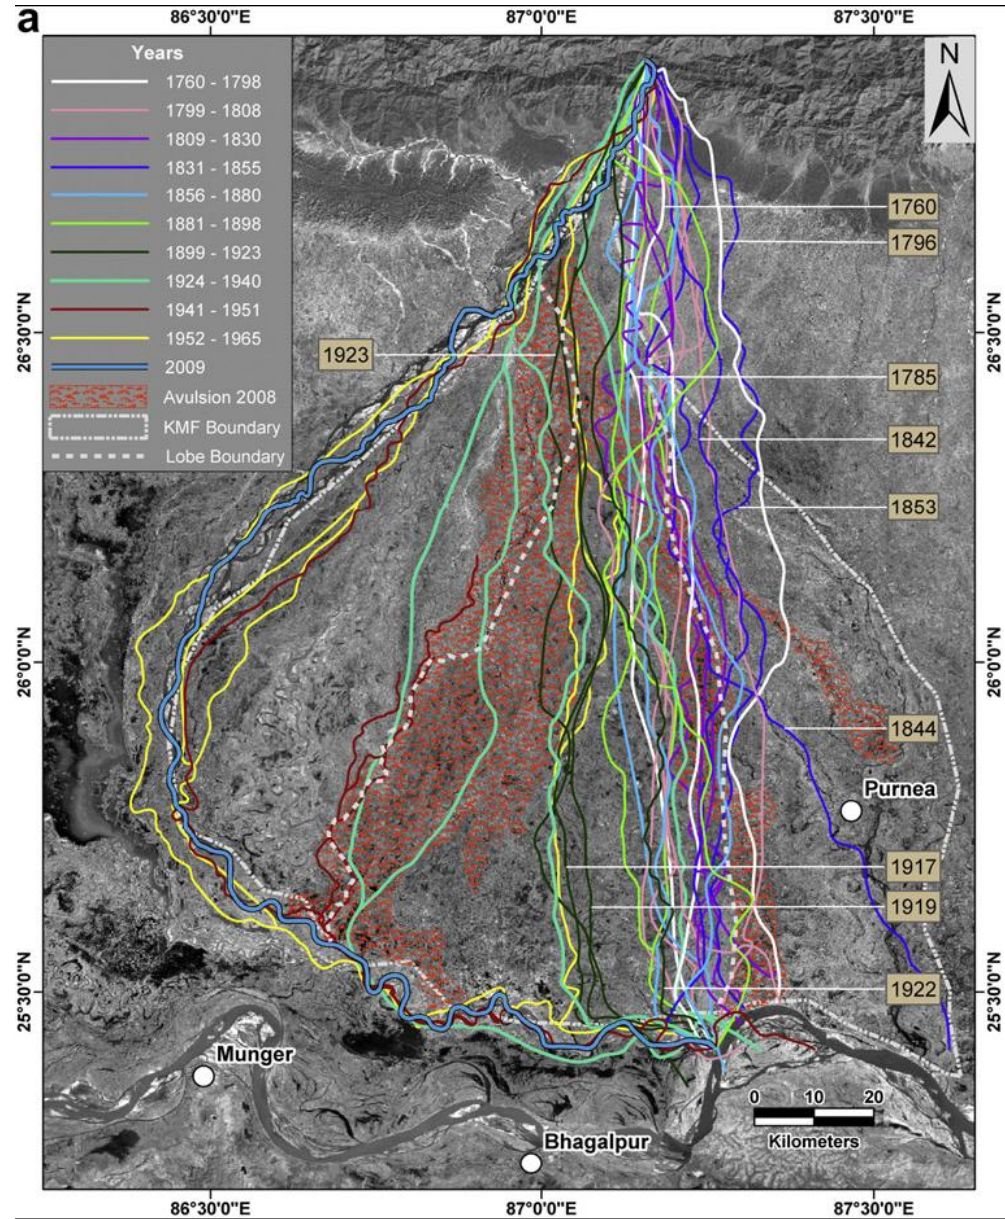 a
86°30'0"E
87°0'0"E
87°30'0"E
Years
1760 - 1798
1799 - 1808
1809 - 1830
1831 - 1855
1856 - 1880
1881 - 1898
1899 - 1923
1924 - 1940
1941 - 1951
1952 - 1965
2009
Avulsion 2008
KMF Boundary
Lobe Boundary
N
1760
1796
26°30'0"N
26°30'0"N
1923
1785
1842
1853
26°0'0"N
26°0'0"N
1844
Purnea
1917
1919
25°30'0"N
25°30'0"N
1922
Munger
0 10 20
Kilometers
Bhagalpur
86°30'0"E
87°0'0"E
87°30'0"E